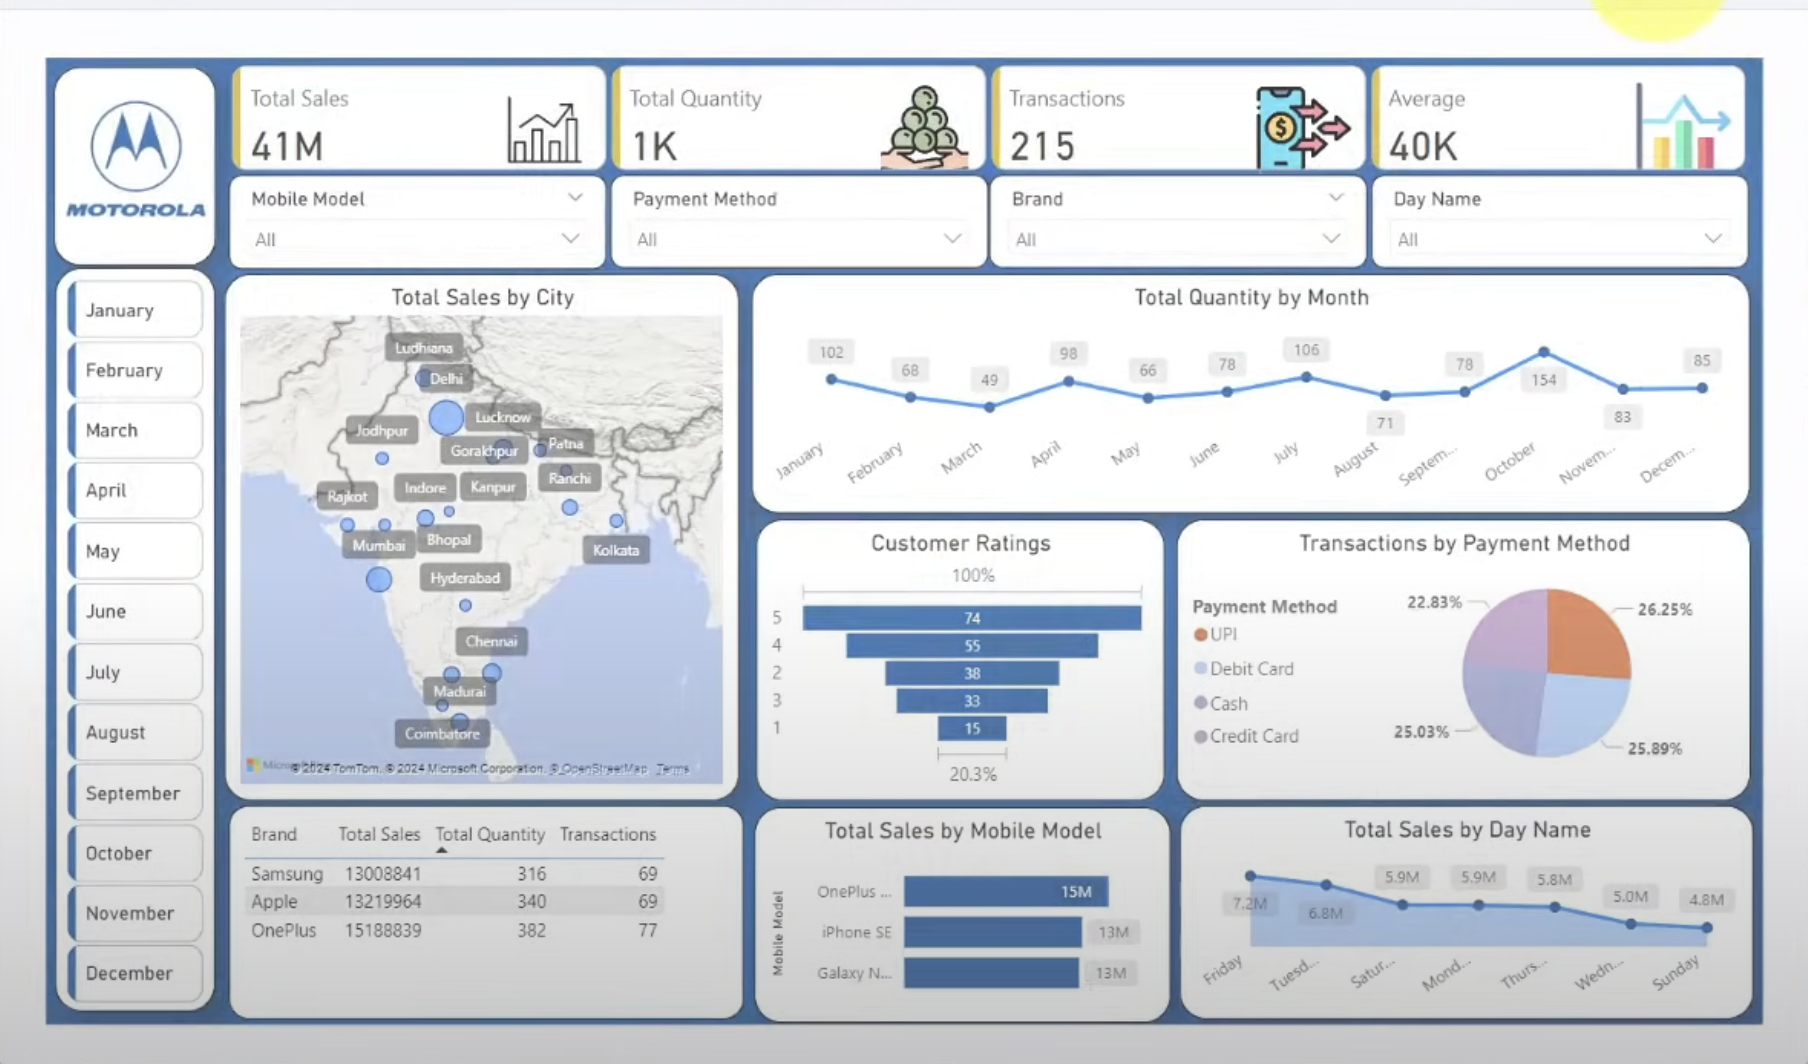 MOTOROLA
Total Sales
41M
Total Quantity
1K
Transactions
215
Average
40K
Mobile Model
All
Payment Method
All
Brand
All
Day Name
All
January
February
March
April
May
June
July
August
September
October
November
December
Total Sales by City
Ludhiana
Delhi
Lucknow
Jodhpur
Gorakhpur
Patna
Ranchi
Rajkot
Indore
Kanpur
Mumbai
Bhopal
Kolkata
Hyderabad
Chennai
Madurai
Coimbatore
© 2024 TomTom, © 2024 Microsoft Corporation, © OpenStreetMap Terms
Total Quantity by Month
102
68
49
98
66
78
106
71
78
154
83
85
January
February
March
April
May
June
July
August
Septem...
October
Novem...
Decem...
Customer Ratings
100%
5 74
4 55
2 38
3 33
1 15
20.3%
Transactions by Payment Method
Payment Method
UPI
Debit Card
Cash
Credit Card
22.83%
26.25%
25.03%
25.89%
Brand Total Sales Total Quantity Transactions
Samsung 13008841 316 69
Apple 13219964 340 69
OnePlus 15188839 382 77
Total Sales by Mobile Model
Mobile Model
OnePlus ... 15M
iPhone SE 13M
Galaxy N... 13M
Total Sales by Day Name
7.2M
6.8M
5.9M
5.9M
5.8M
5.0M
4.8M
Friday
Tuesd...
Satur...
Mond...
Thurs...
Wedn...
Sunday